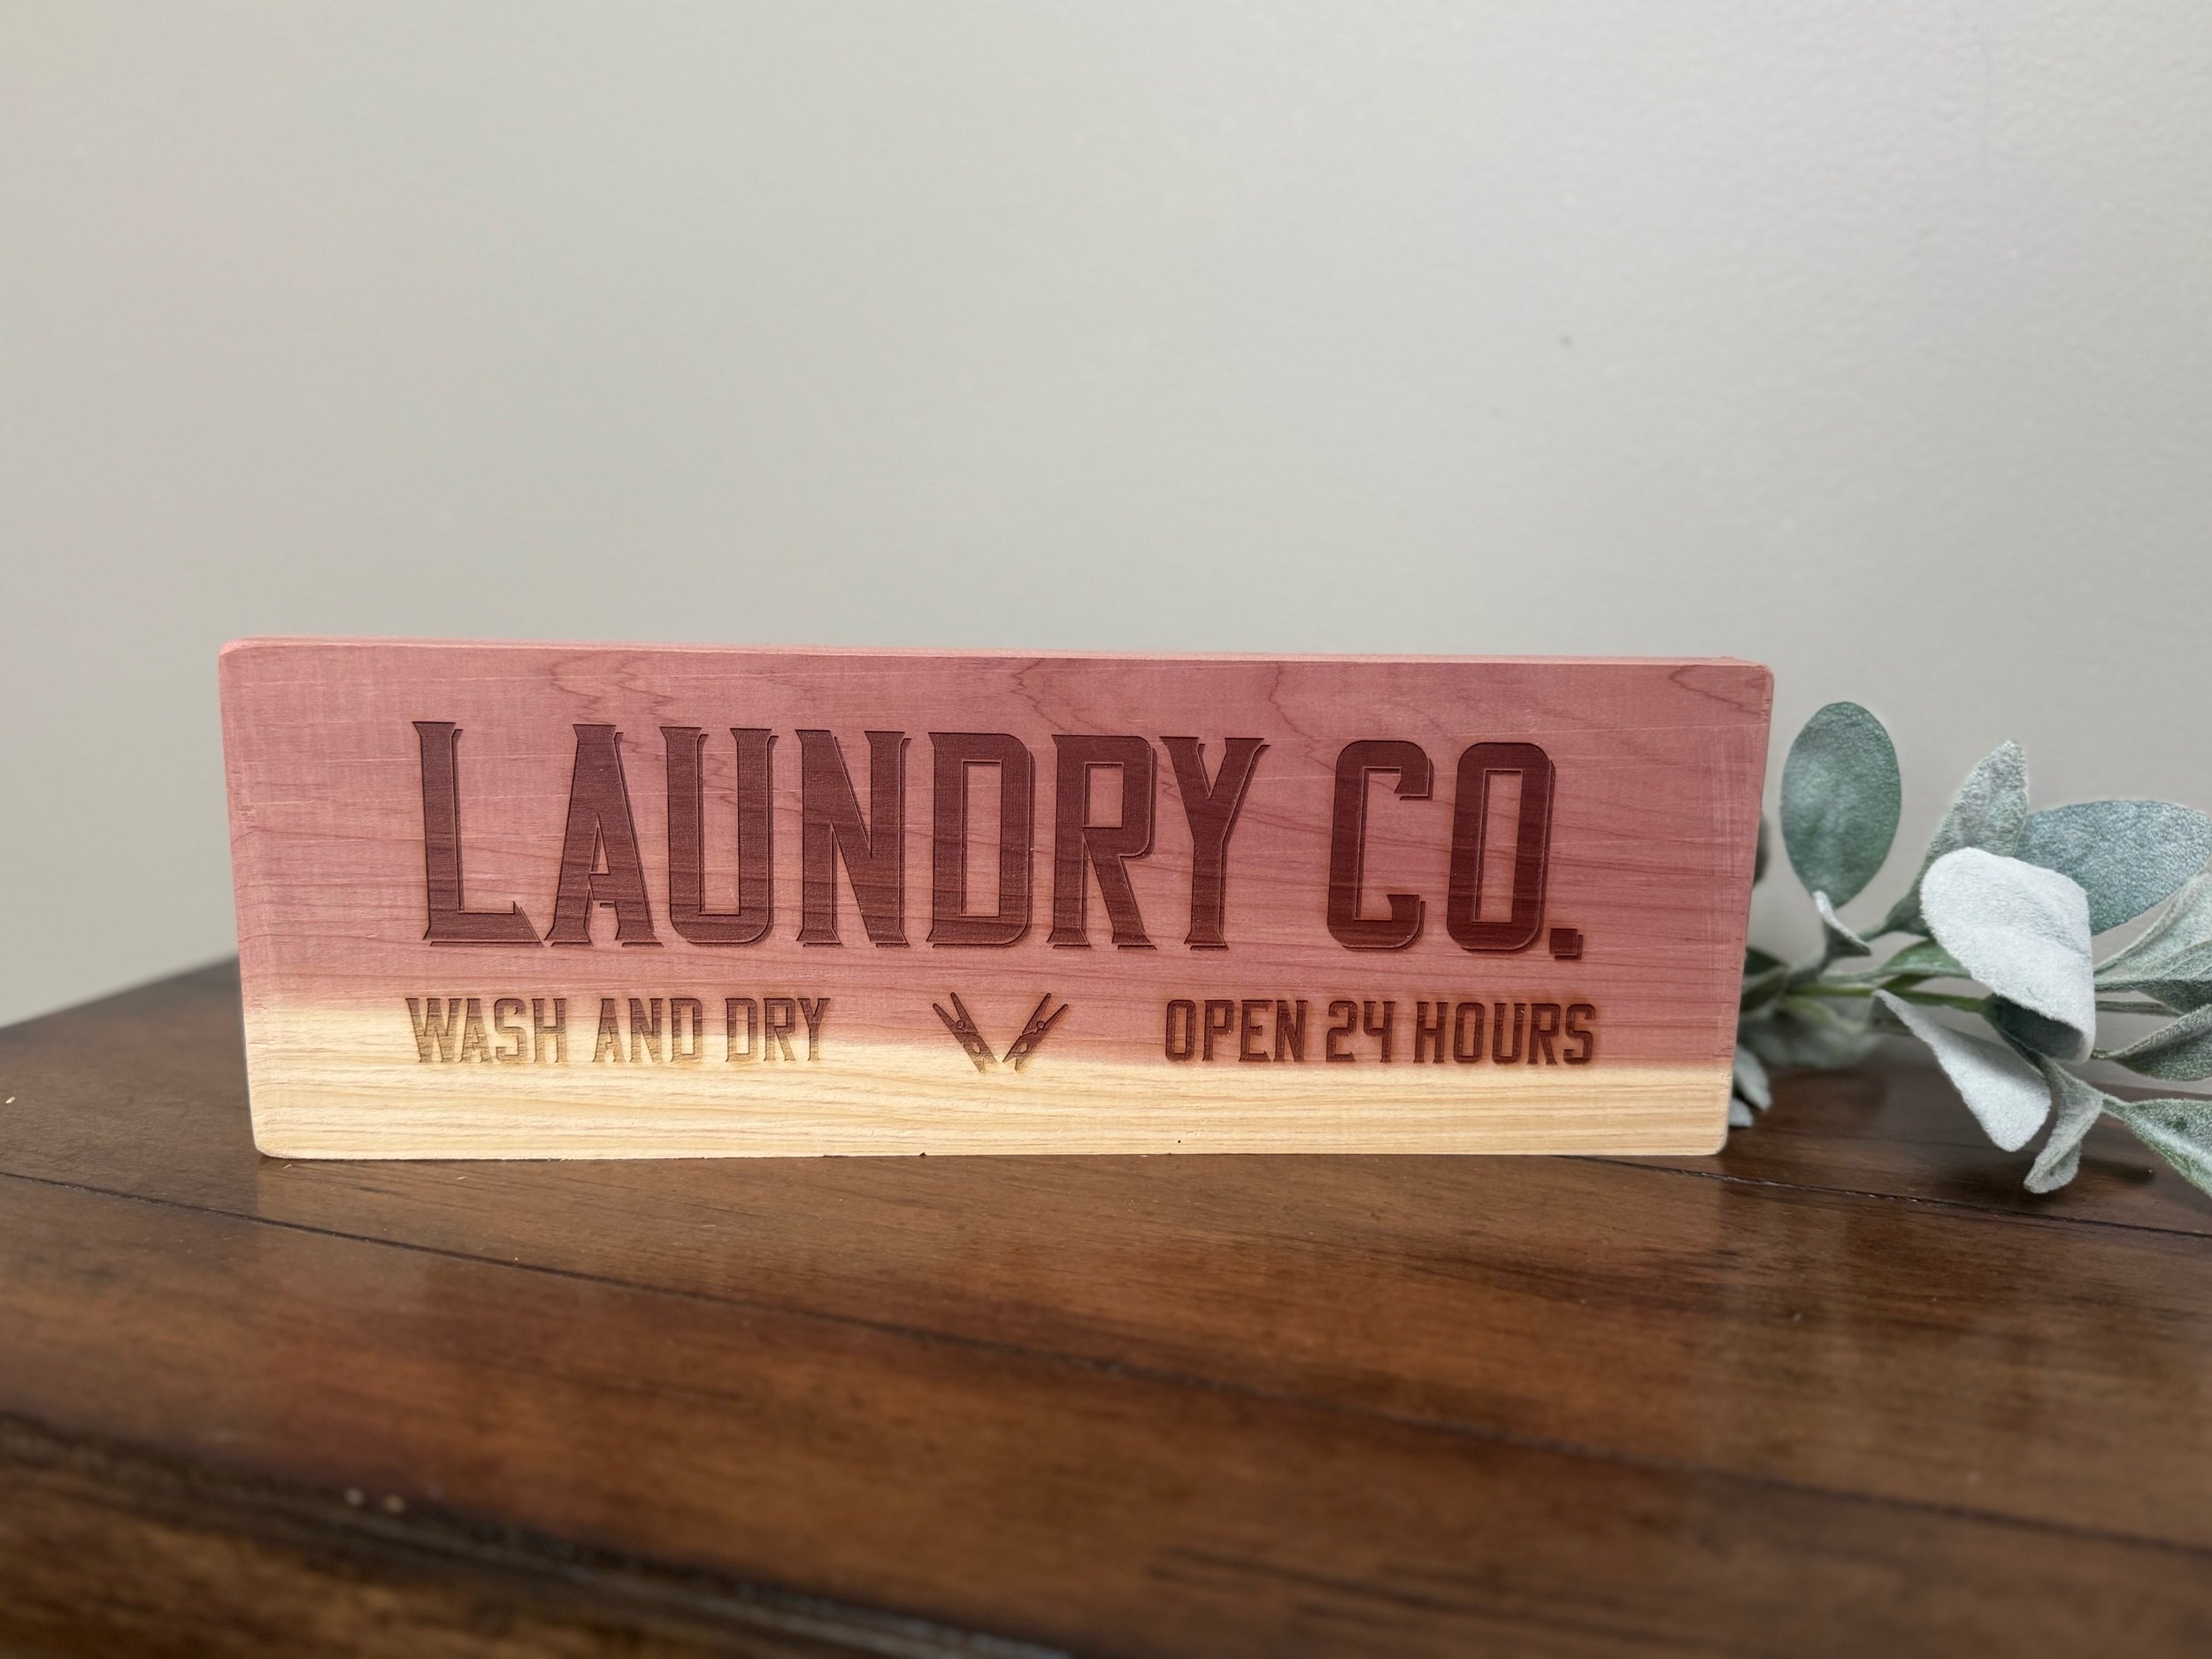 LAUNDRY CO.
WASH AND DRY OPEN 24 HOURS